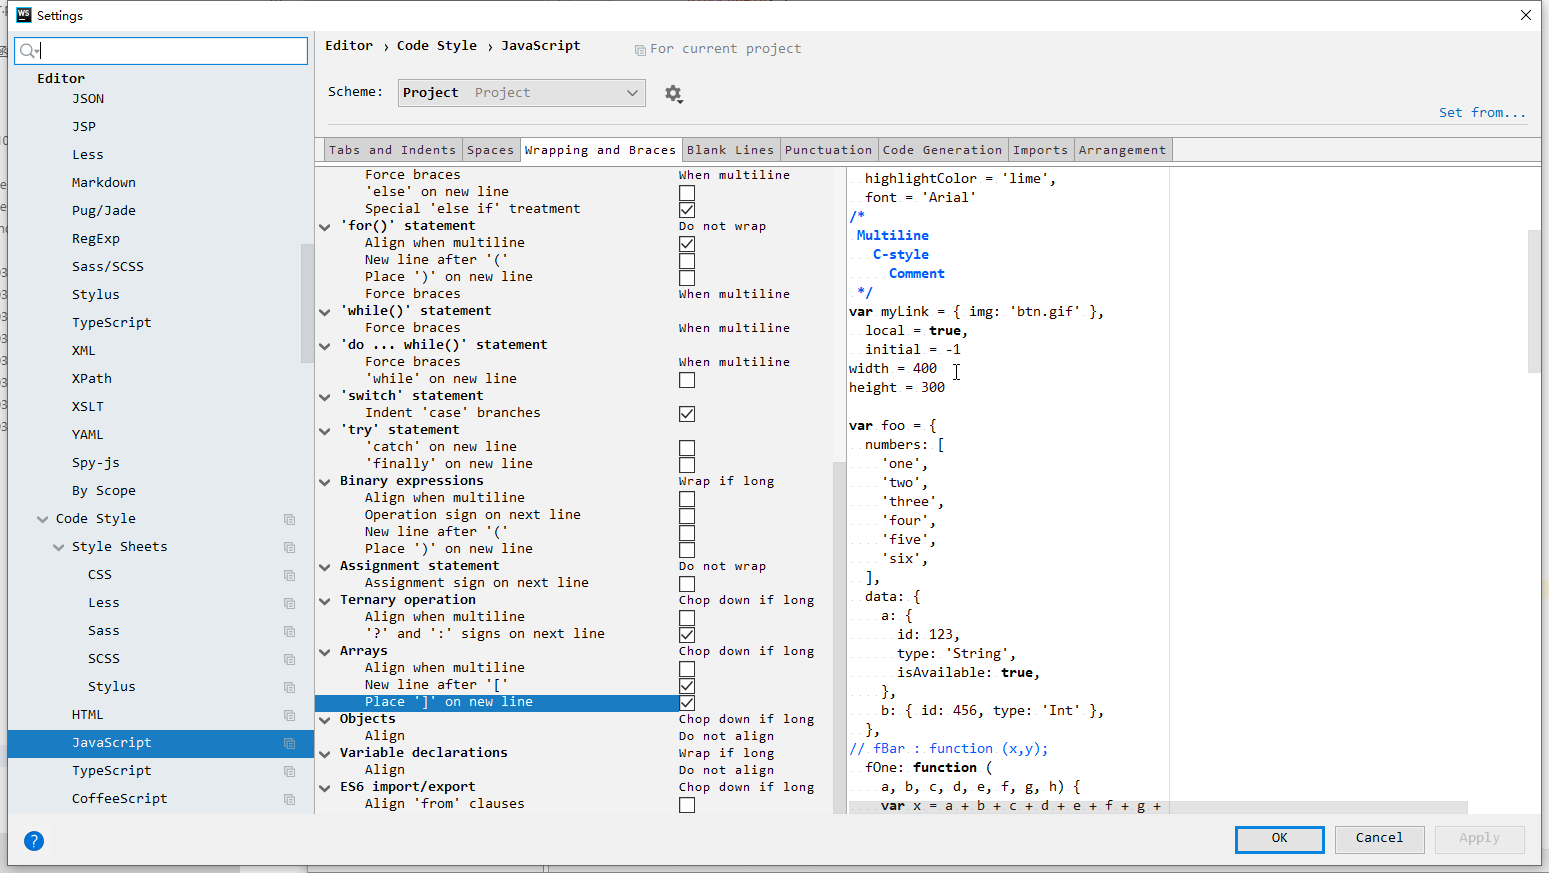 WS Settings
Editor › Code Style › JavaScript For current project
Scheme: Project Project
Set from...
Editor
JSON
JSP
Less
Markdown
Pug/Jade
RegExp
Sass/SCSS
Stylus
TypeScript
XML
XPath
XSLT
YAML
Spy-js
By Scope
Code Style
Style Sheets
CSS
Less
Sass
SCSS
Stylus
HTML
JavaScript
TypeScript
CoffeeScript
Tabs and Indents Spaces Wrapping and Braces Blank Lines Punctuation Code Generation Imports Arrangement
Force braces When multiline
'else' on new line
Special 'else if' treatment
'for()' statement Do not wrap
Align when multiline
New line after '('
Place ')' on new line
Force braces When multiline
'while()' statement
Force braces When multiline
'do ... while()' statement
Force braces When multiline
'while' on new line
'switch' statement
Indent 'case' branches
'try' statement
'catch' on new line
'finally' on new line
Binary expressions Wrap if long
Align when multiline
Operation sign on next line
New line after '('
Place ')' on new line
Assignment statement Do not wrap
Assignment sign on next line
Ternary operation Chop down if long
Align when multiline
'?' and ':' signs on next line
Arrays Chop down if long
Align when multiline
New line after '['
Place ']' on new line
Objects Chop down if long
Align Do not align
Variable declarations Wrap if long
Align Do not align
ES6 import/export Chop down if long
Align 'from' clauses
highlightColor = 'lime',
font = 'Arial'
/*
Multiline
C-style
Comment
*/
var myLink = { img: 'btn.gif' },
local = true,
initial = -1
width = 400
height = 300
var foo = {
numbers: [
'one',
'two',
'three',
'four',
'five',
'six',
],
data: {
a: {
id: 123,
type: 'String',
isAvailable: true,
},
b: { id: 456, type: 'Int' },
},
// fBar : function (x,y);
fOne: function (
a, b, c, d, e, f, g, h) {
var x = a + b + c + d + e + f + g +
? OK Cancel Apply